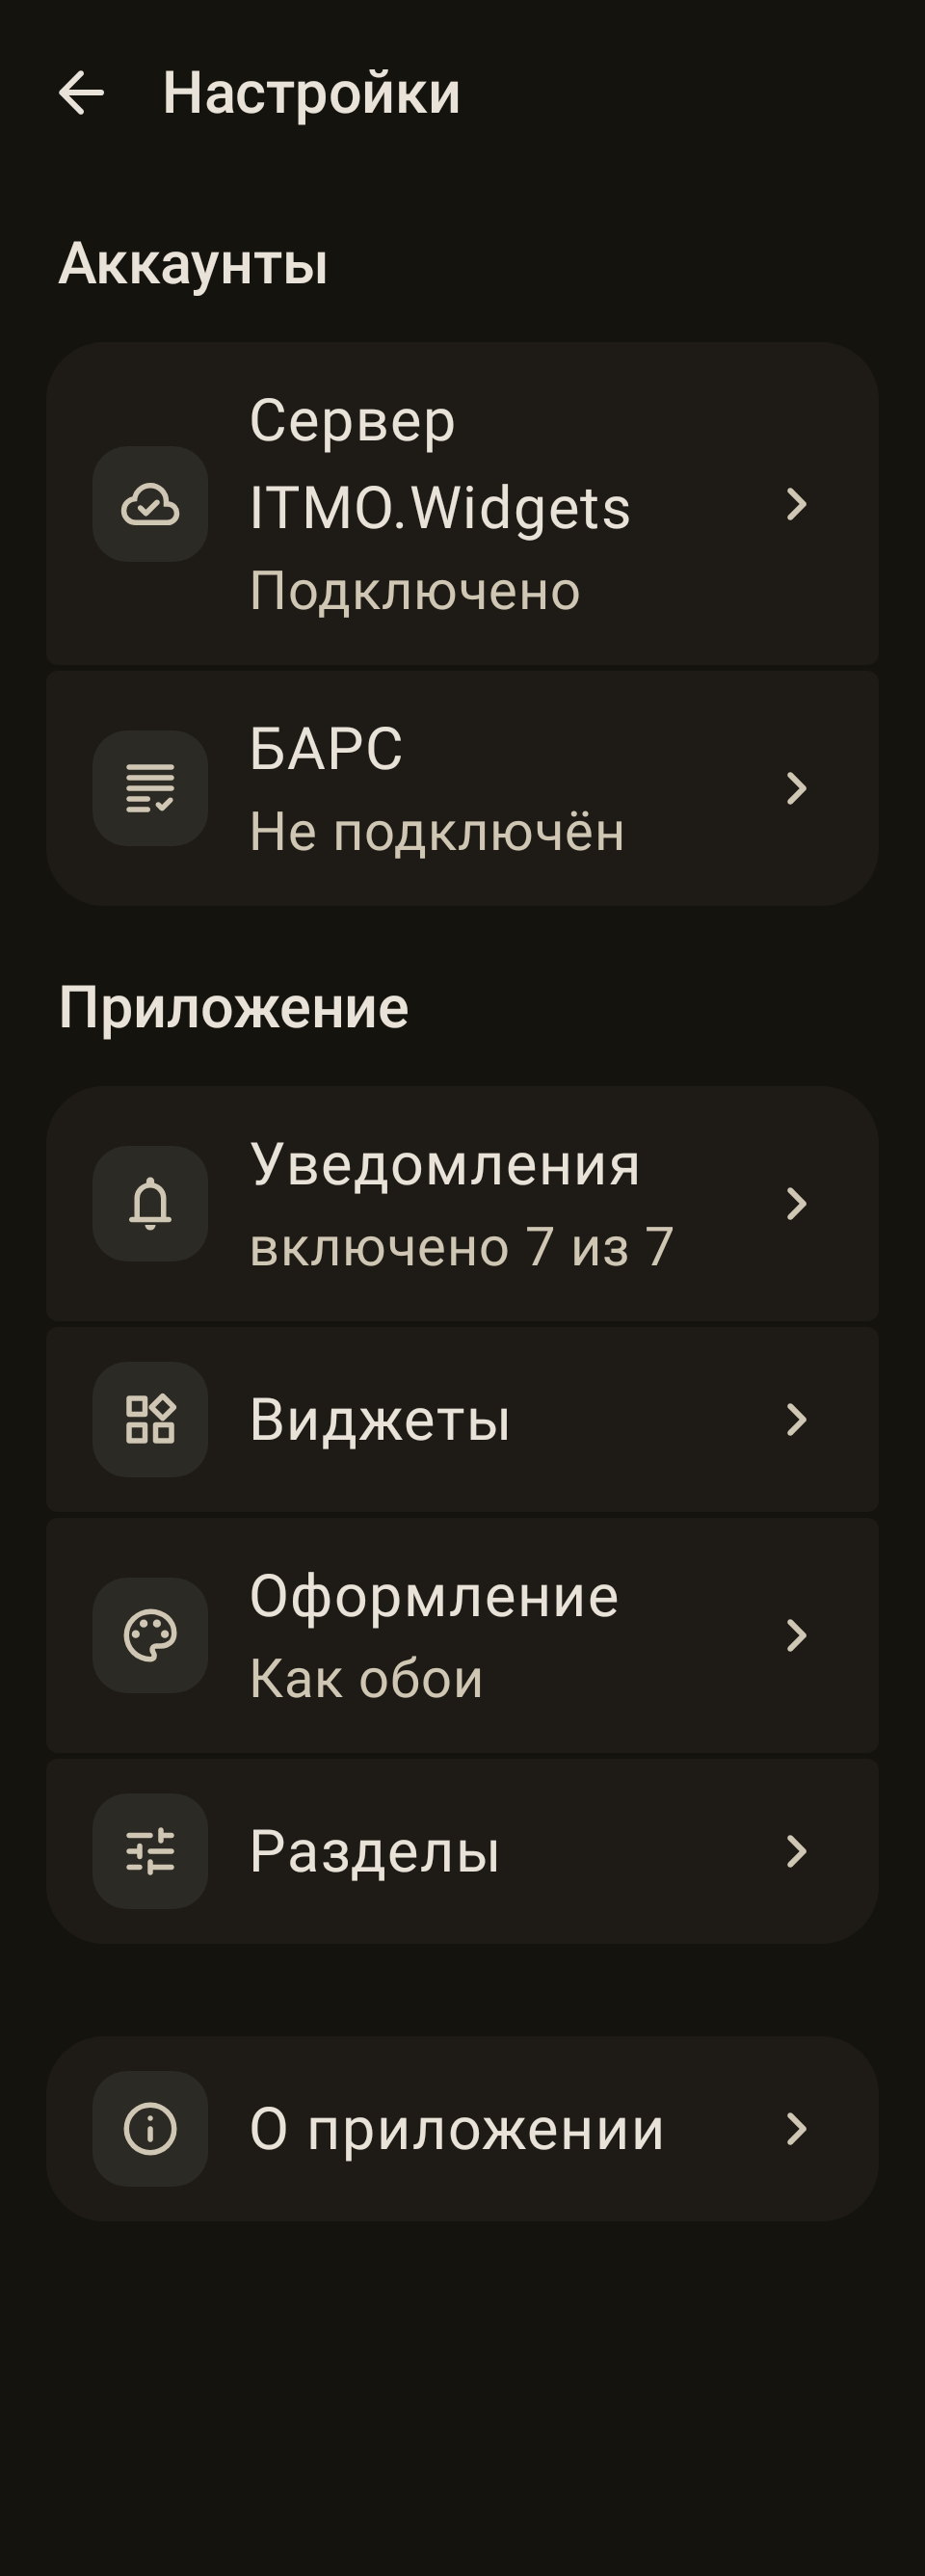 Настройки
Аккаунты
Сервер
ITMO.Widgets
Подключено
БАРС
Не подключён
Приложение
Уведомления
включено 7 из 7
Виджеты
Оформление
Как обои
Разделы
О приложении